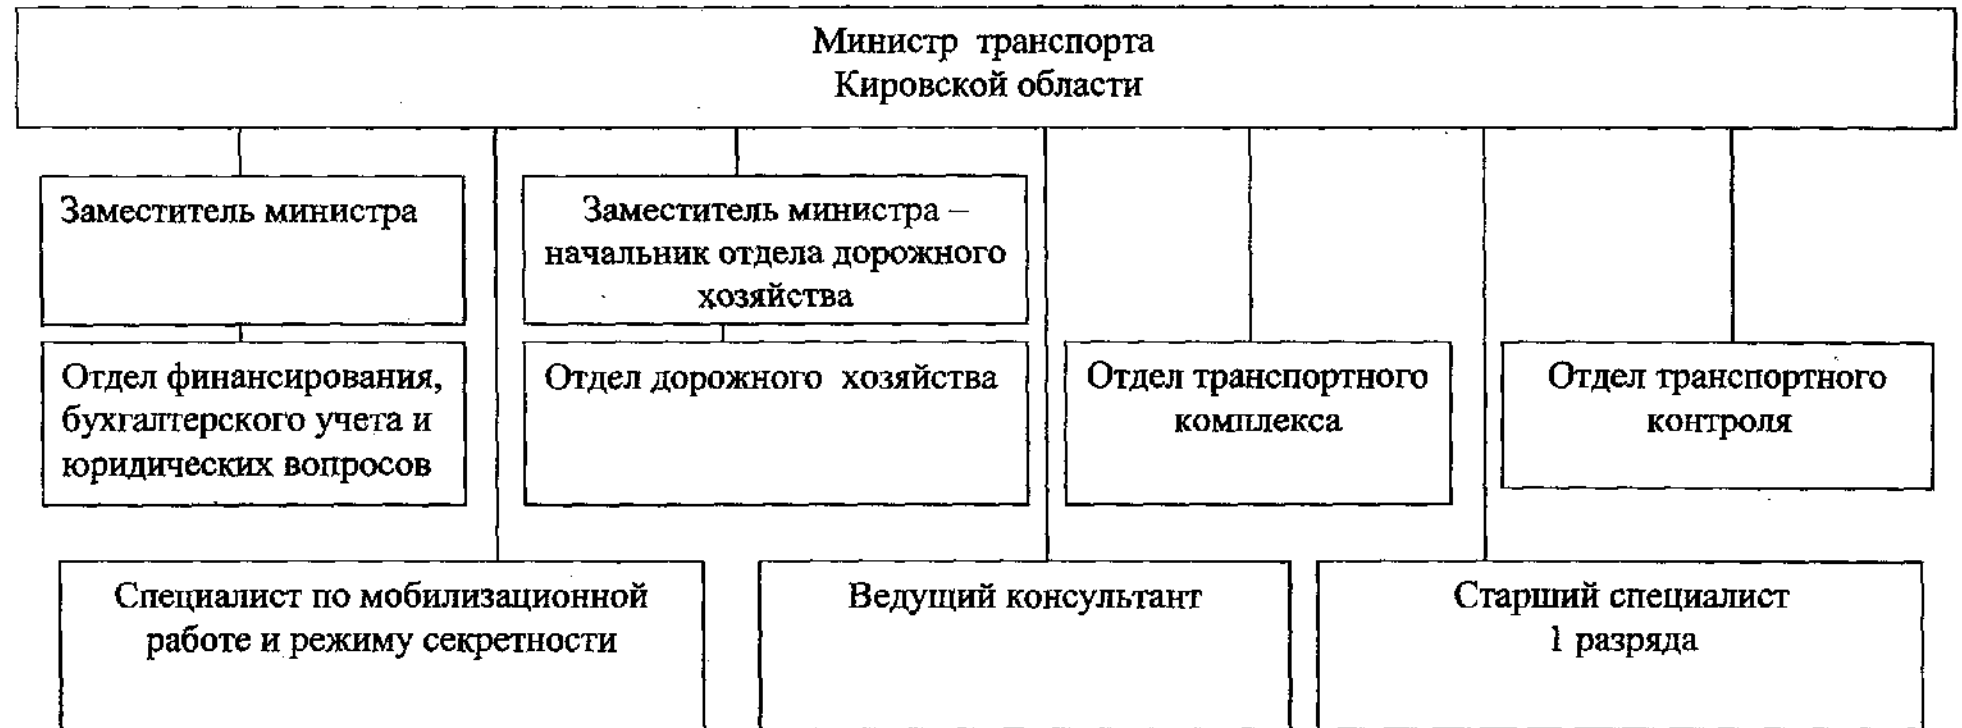 Министр транспорта
Кировской области
Заместитель министра
Заместитель министра –
начальник отдела дорожного
хозяйства
Отдел финансирования,
бухгалтерского учета и
юридических вопросов
Отдел дорожного хозяйства
Отдел транспортного
комплекса
Отдел транспортного
контроля
Специалист по мобилизационной
работе и режиму секретности
Ведущий консультант
Старший специалист
1 разряда